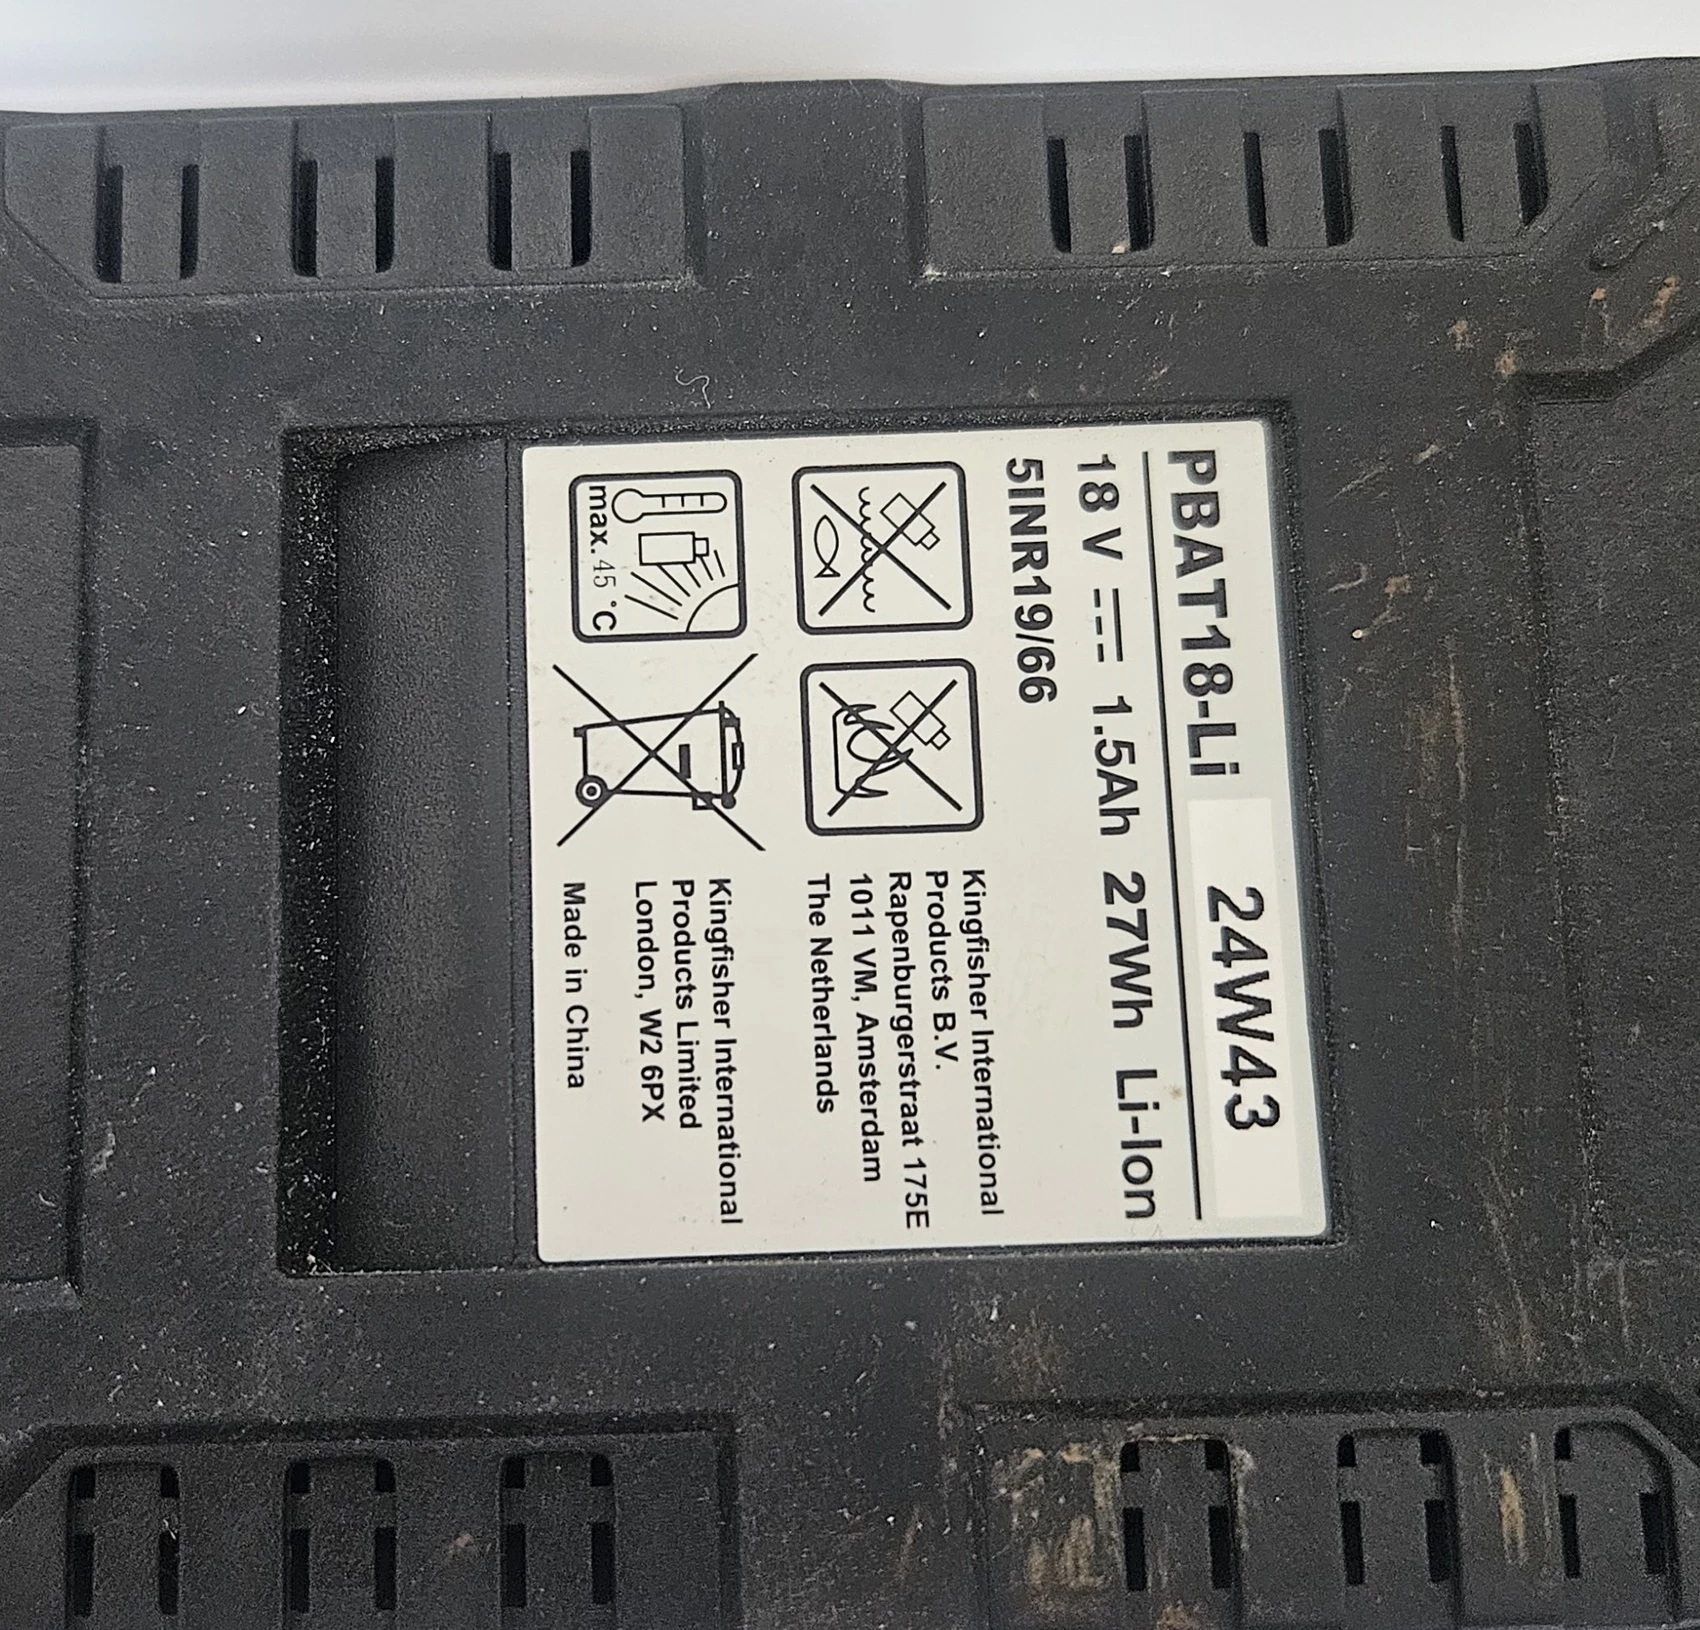 PBAT18-Li 24W43
18 V 1.5Ah 27Wh Li-Ion
5INR19/66
Kingfisher International
Products B.V.
Rapenburgerstraat 175E
1011 VM, Amsterdam
The Netherlands
max. 45 °C
Kingfisher International
Products Limited
London, W2 6PX
Made in China